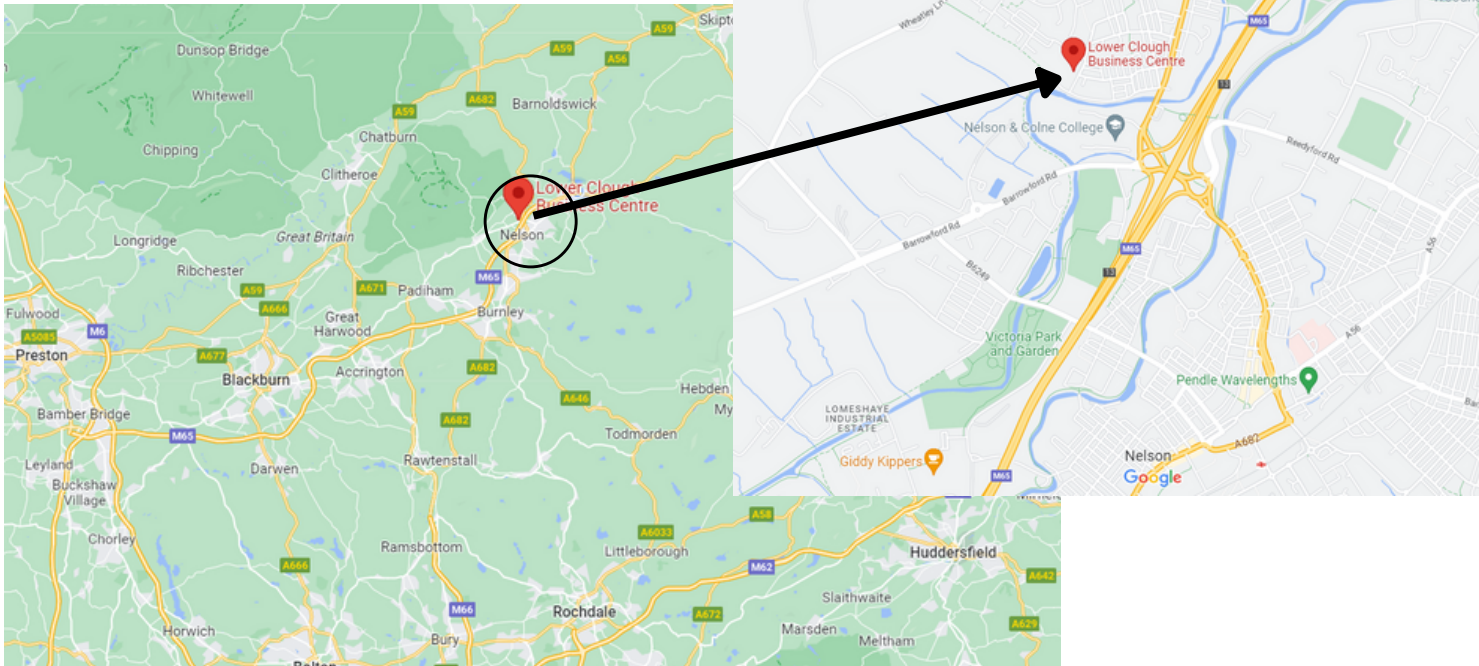 Dunsop Bridge
Whitewell
Chipping
Chatburn
Clitheroe
A59
A59
A59
A56
A682
Barnoldswick
Lower Clough
Business Centre
Nelson
Great Britain
Longridge
Ribchester
A59
A671
A666
Padiham
M65
Burnley
Great
Harwood
Fulwood
M6
A5085
Preston
A677
Blackburn
Accrington
A682
A646
Hebden
My
Bamber Bridge
M65
A682
Todmorden
Leyland
Darwen
Rawtenstall
Buckshaw
Village
Chorley
A666
Ramsbottom
A6033
Littleborough
A58
M62
Huddersfield
A642
M66
Rochdale
A672
Slaithwaite
A629
Horwich
Bury
Marsden
Meltham
Bolton
Wheatley Ln
M65
Lower Clough
Business Centre
13
Nelson & Colne College
Reedyford Rd
Barrowford Rd
Barrowford Rd
M65
A56
B6249
13
Victoria Park
and Garden
A56
Pendle Wavelengths
LOMESHAYE
INDUSTRIAL
ESTATE
A682
Giddy Kippers
Nelson
M65
Google